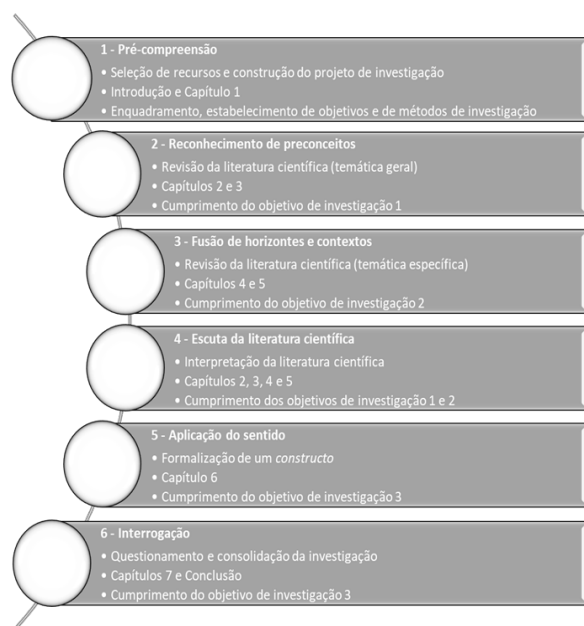 1 - Pré-compreensão
• Seleção de recursos e construção do projeto de investigação
• Introdução e Capítulo 1
• Enquadramento, estabelecimento de objetivos e de métodos de investigação
2 - Reconhecimento de preconceitos
• Revisão da literatura científica (temática geral)
• Capítulos 2 e 3
• Cumprimento do objetivo de investigação 1
3 - Fusão de horizontes e contextos
• Revisão da literatura científica (temática específica)
• Capítulos 4 e 5
• Cumprimento do objetivo de investigação 2
4 - Escuta da literatura científica
• Interpretação da literatura científica
• Capítulos 2, 3, 4 e 5
• Cumprimento dos objetivos de investigação 1 e 2
5 - Aplicação do sentido
• Formalização de um constructo
• Capítulo 6
• Cumprimento do objetivo de investigação 3
6 - Interrogação
• Questionamento e consolidação da investigação
• Capítulos 7 e Conclusão
• Cumprimento do objetivo de investigação 3